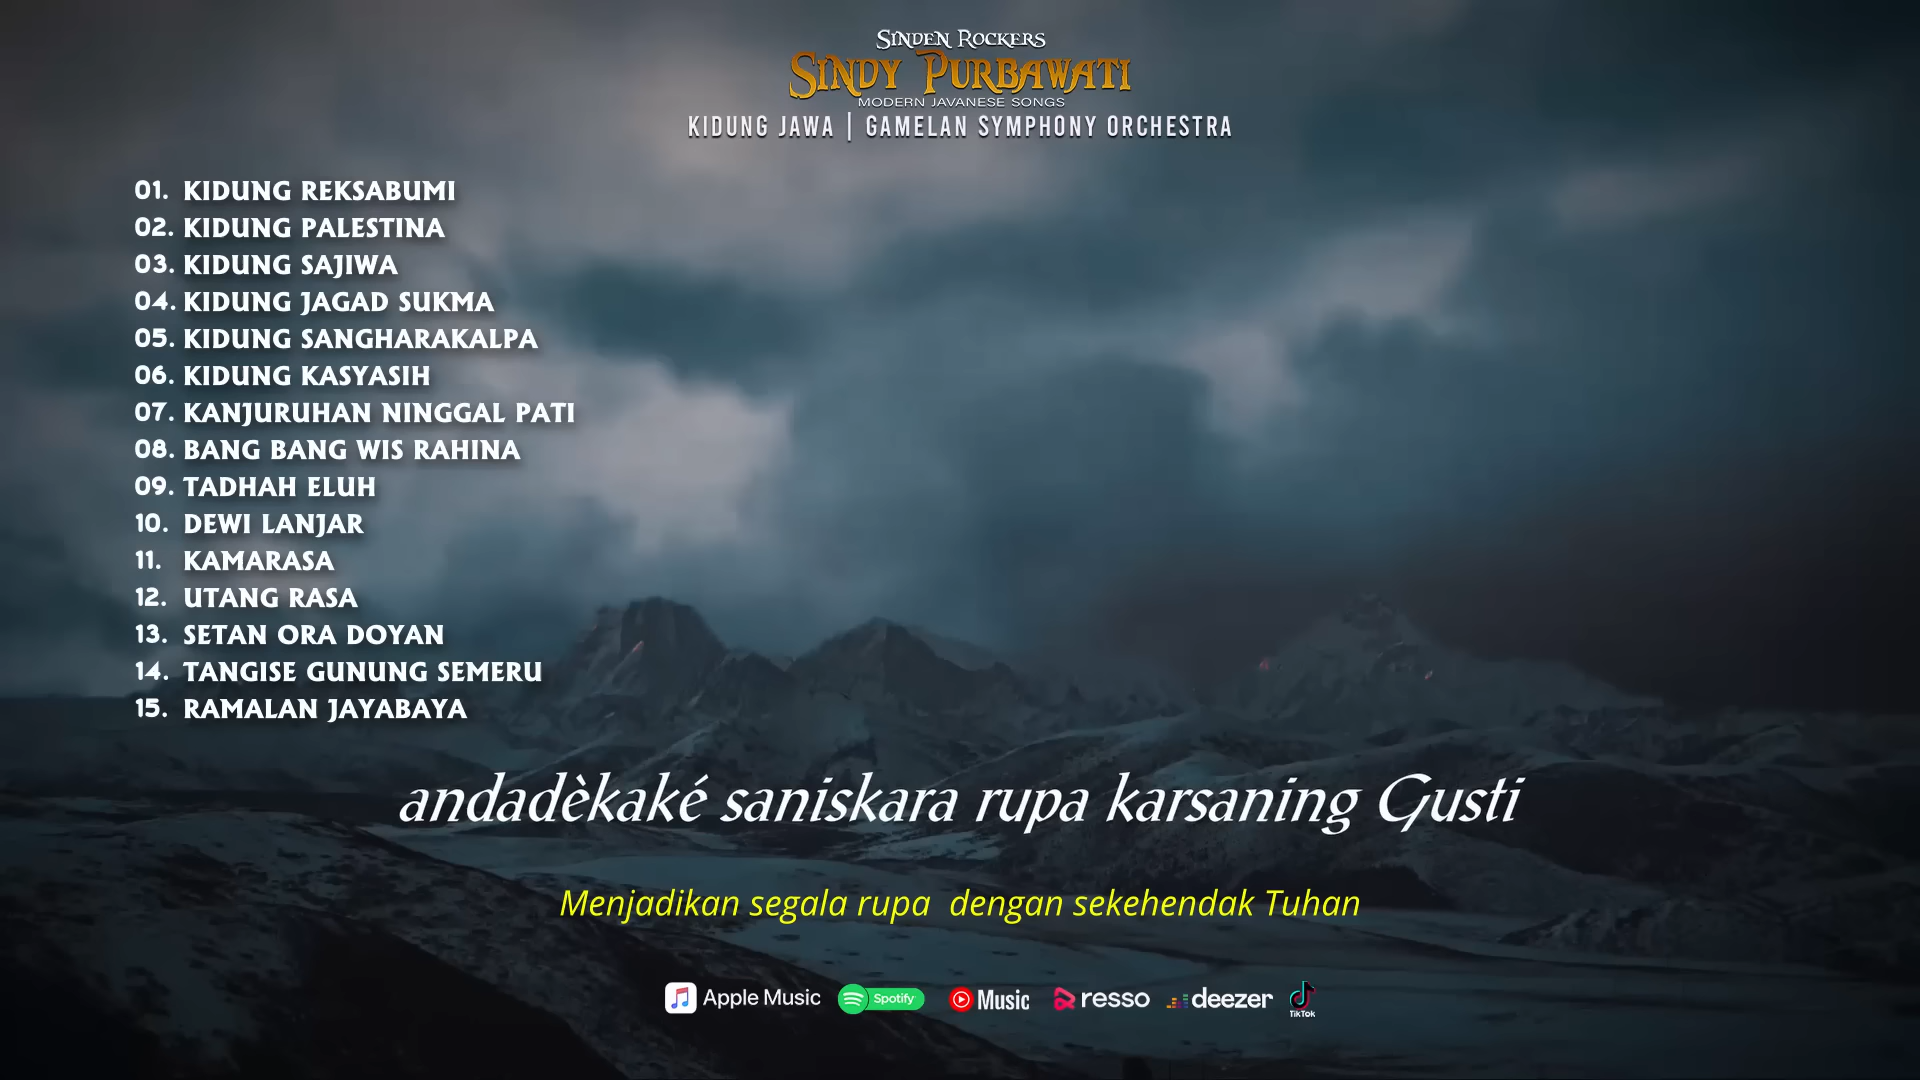 SINDEN ROCKERS
SINDY PURBAWATI
MODERN JAVANESE SONGS
KIDUNG JAWA | GAMELAN SYMPHONY ORCHESTRA
01. KIDUNG REKSABUMI
02. KIDUNG PALESTINA
03. KIDUNG SAJIWA
04. KIDUNG JAGAD SUKMA
05. KIDUNG SANGHARAKALPA
06. KIDUNG KASYASIH
07. KANJURUHAN NINGGAL PATI
08. BANG BANG WIS RAHINA
09. TADHAH ELUH
10. DEWI LANJAR
11. KAMARASA
12. UTANG RASA
13. SETAN ORA DOYAN
14. TANGISE GUNUNG SEMERU
15. RAMALAN JAYABAYA
andadèkaké saniskara rupa karsaning Gusti
Menjadikan segala rupa  dengan sekehendak Tuhan
Apple Music Spotify Music resso deezer TikTok